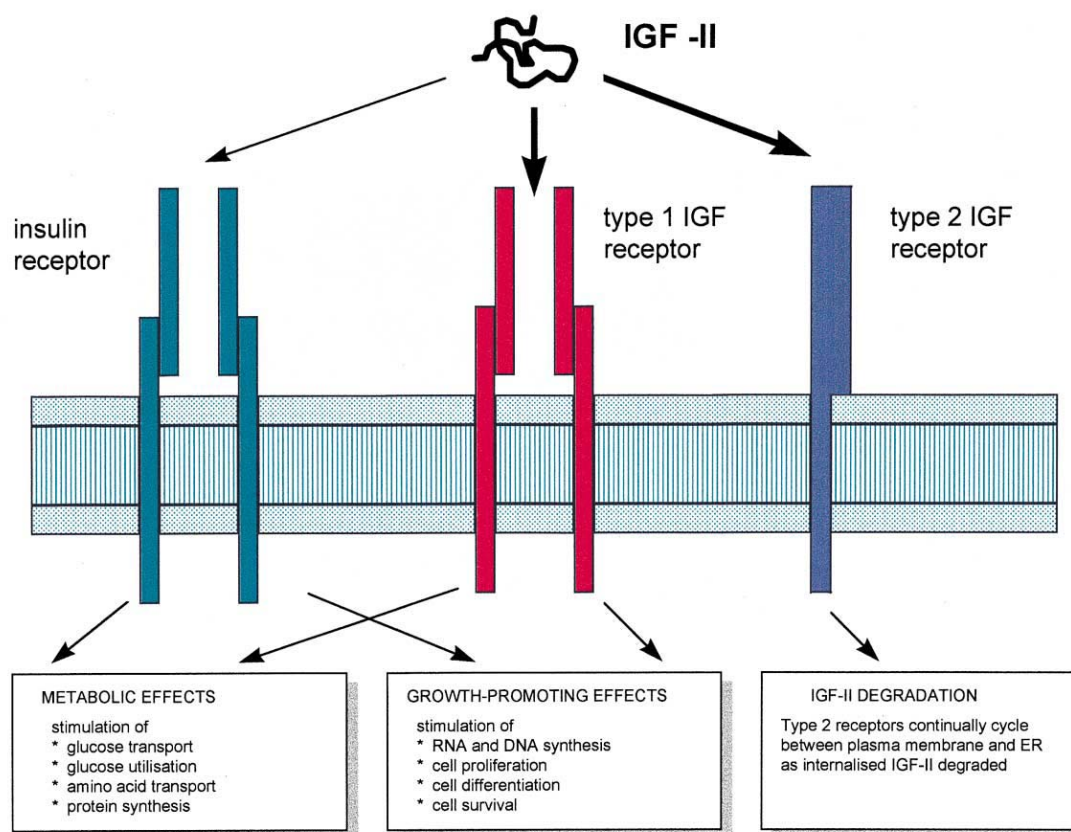 IGF -II
insulin
receptor
type 1 IGF
receptor
type 2 IGF
receptor
METABOLIC EFFECTS
stimulation of
* glucose transport
* glucose utilisation
* amino acid transport
* protein synthesis
GROWTH-PROMOTING EFFECTS
stimulation of
* RNA and DNA synthesis
* cell proliferation
* cell differentiation
* cell survival
IGF-II DEGRADATION
Type 2 receptors continually cycle
between plasma membrane and ER
as internalised IGF-II degraded